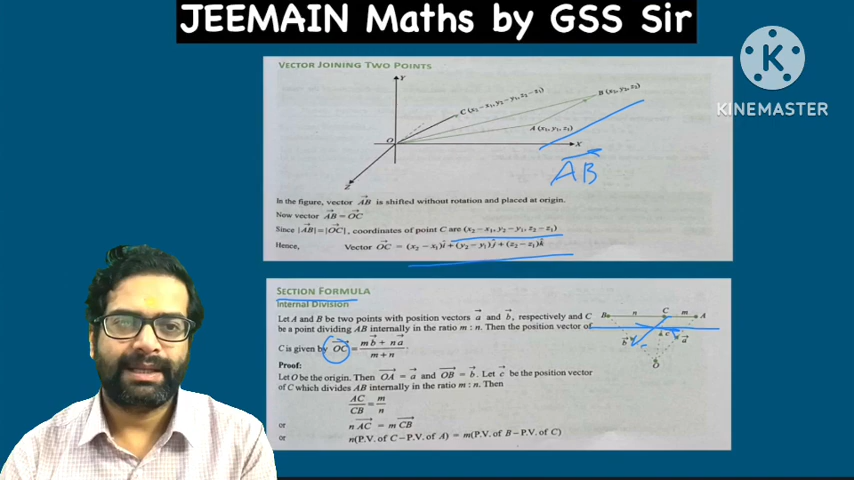 JEEMAIN Maths by GSS Sir
KINEMASTER
VECTOR JOINING TWO POINTS
Y
C (x₂ − x₁, y₂ − y₁, z₂ − z₁)
B (x₂, y₂, z₂)
A (x₁, y₁, z₁)
O
X
Z
AB
In the figure, vector AB is shifted without rotation and placed at origin.
Now vector AB = OC
Since |AB| = |OC|, coordinates of point C are (x₂ − x₁, y₂ − y₁, z₂ − z₁)
Hence, Vector OC = (x₂ − x₁)i + (y₂ − y₁)j + (z₂ − z₁)k
SECTION FORMULA
Internal Division
Let A and B be two points with position vectors a and b, respectively and C
be a point dividing AB internally in the ratio m : n. Then the position vector of
C is given by OC = (mb + na)/(m + n).
B n C m A
b c a
O
Proof:
Let O be the origin. Then OA = a and OB = b. Let c be the position vector
of C which divides AB internally in the ratio m : n. Then
AC/CB = m/n
or nAC = mCB
or n(P.V. of C − P.V. of A) = m(P.V. of B − P.V. of C)